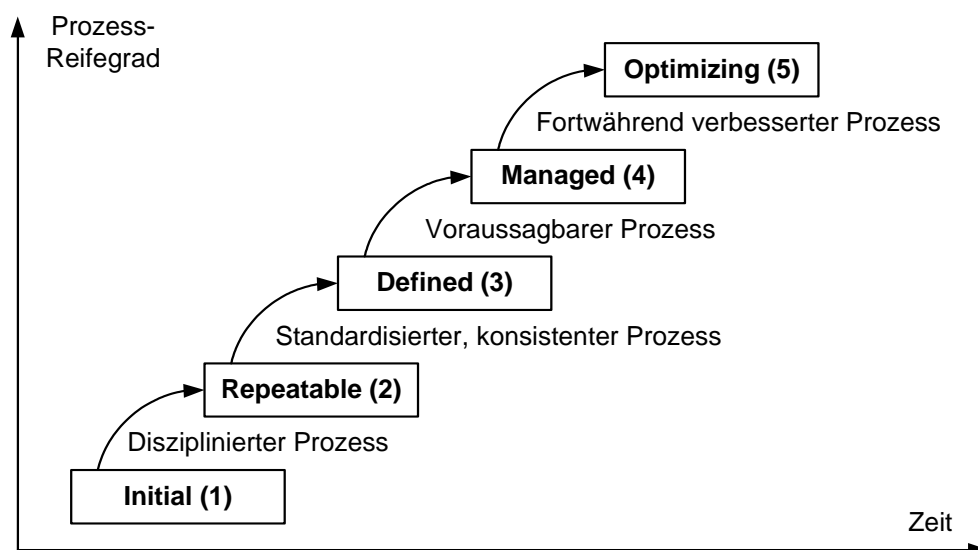 Prozess-
Reifegrad
Optimizing (5)
Fortwährend verbesserter Prozess
Managed (4)
Voraussagbarer Prozess
Defined (3)
Standardisierter, konsistenter Prozess
Repeatable (2)
Disziplinierter Prozess
Initial (1)
Zeit